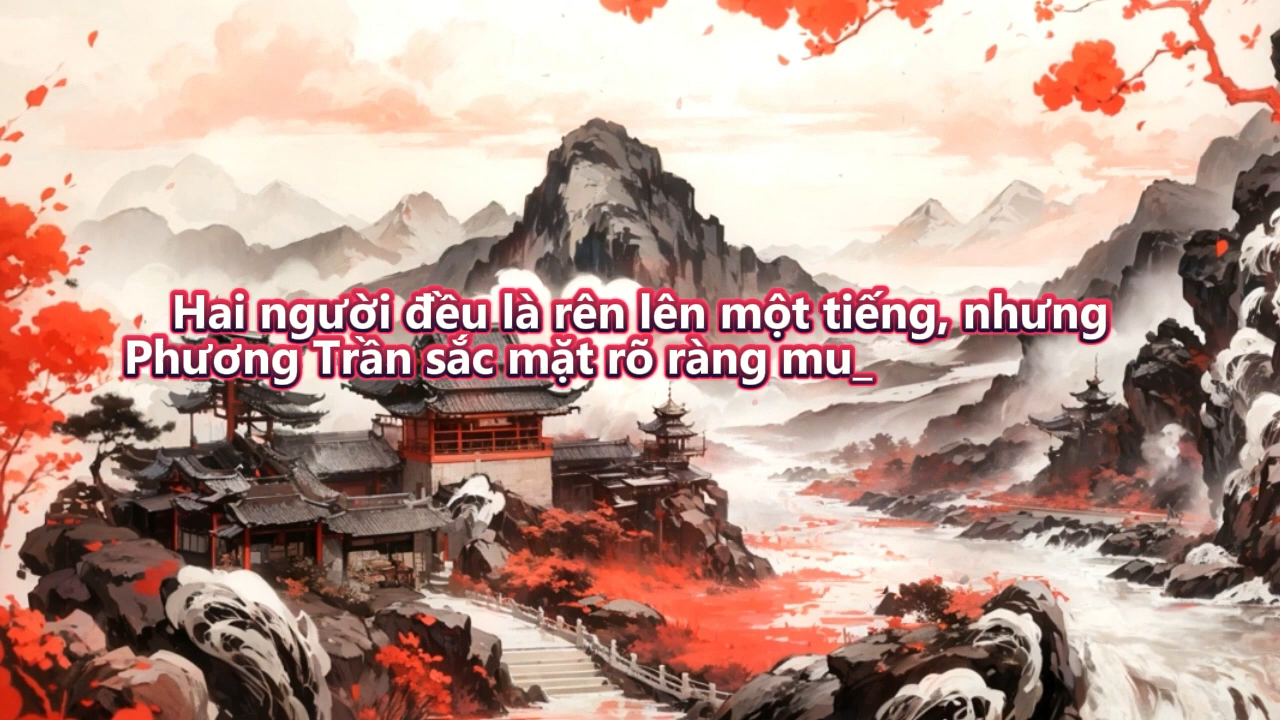 Hai người đều là rên lên một tiếng, nhưng
Phương Trần sắc mặt rõ ràng mu_